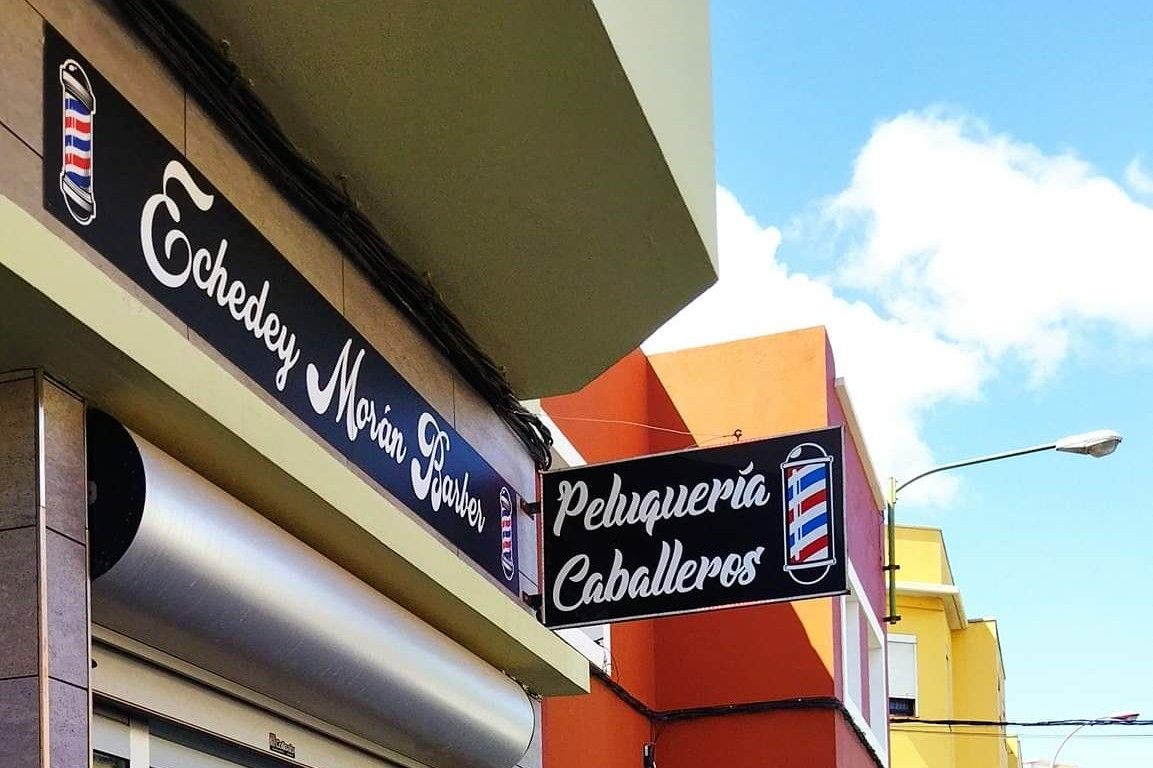 Echedey Morán Barber
Peluquería
Caballeros